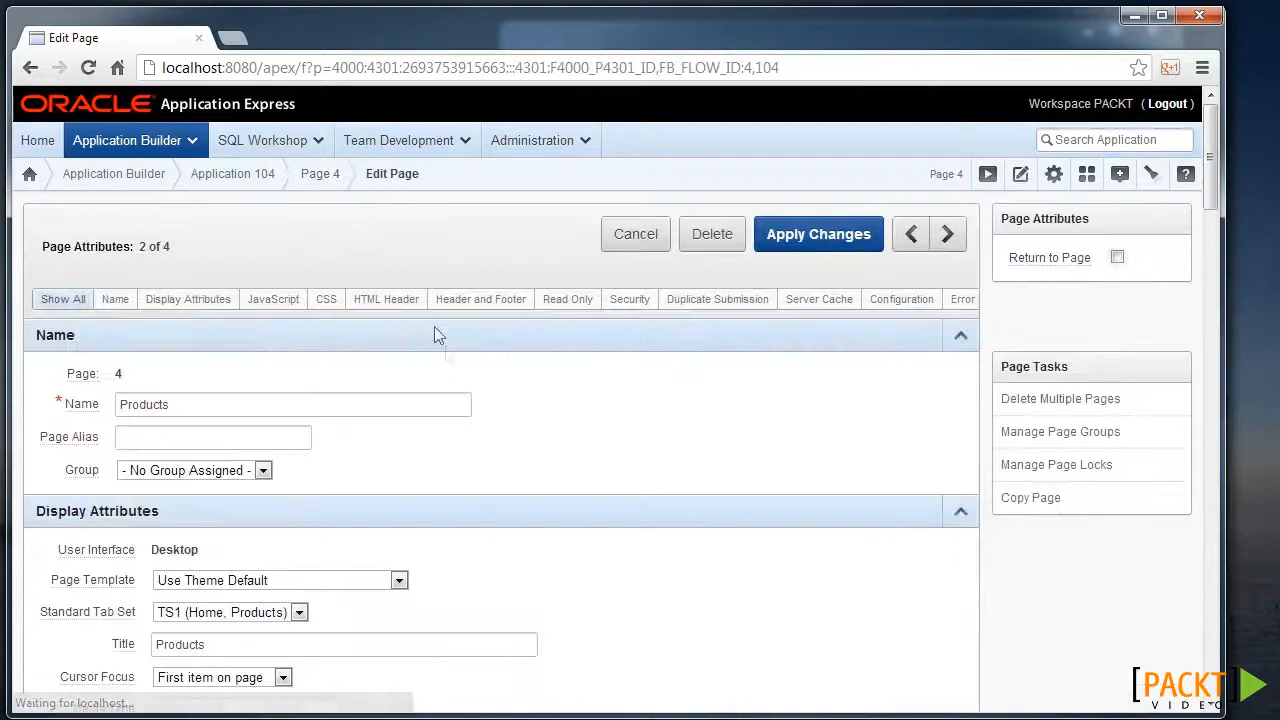 Edit Page
localhost:8080/apex/f?p=4000:4301:2693753915663:::4301:F4000_P4301_ID,FB_FLOW_ID:4,104
ORACLE Application Express
Workspace PACKT ( Logout )
Home Application Builder SQL Workshop Team Development Administration
Search Application
Application Builder Application 104 Page 4 Edit Page
Page 4
Page Attributes: 2 of 4
Cancel Delete Apply Changes
Show All Name Display Attributes JavaScript CSS HTML Header Header and Footer Read Only Security Duplicate Submission Server Cache Configuration Error
Name
Page: 4
* Name Products
Page Alias
Group - No Group Assigned -
Display Attributes
User Interface Desktop
Page Template Use Theme Default
Standard Tab Set TS1 (Home, Products)
Title Products
Cursor Focus First item on page
Page Attributes
Return to Page
Page Tasks
Delete Multiple Pages
Manage Page Groups
Manage Page Locks
Copy Page
Waiting for localhost...
[PACKT]
VIDEO